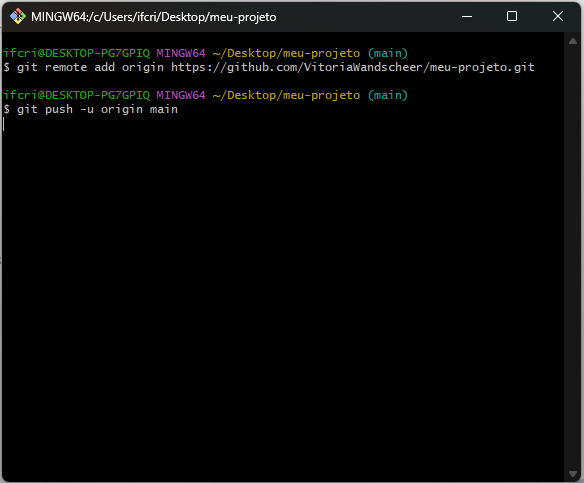 MINGW64:/c/Users/ifcri/Desktop/meu-projeto
ifcri@DESKTOP-PG7GPIQ MINGW64 ~/Desktop/meu-projeto (main)
$ git remote add origin https://github.com/VitoriaWandscheer/meu-projeto.git
ifcri@DESKTOP-PG7GPIQ MINGW64 ~/Desktop/meu-projeto (main)
$ git push -u origin main